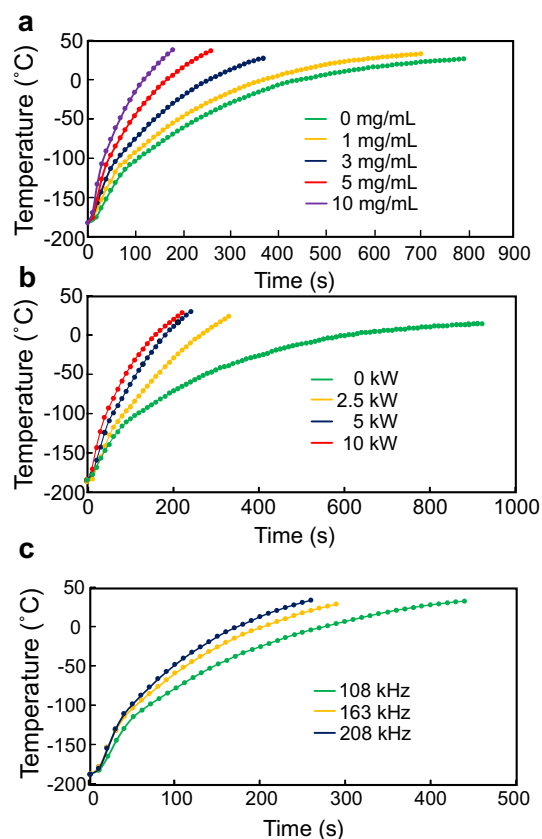 a
50
0
-50
-100
-150
-200
Temperature (˚C)
0 mg/mL
1 mg/mL
3 mg/mL
5 mg/mL
10 mg/mL
0 100 200 300 400 500 600 700 800 900
Time (s)
b
50
0
-50
-100
-150
-200
Temperature (˚C)
0 kW
2.5 kW
5 kW
10 kW
0 200 400 600 800 1000
Time (s)
c
50
0
-50
-100
-150
-200
Temperature (˚C)
108 kHz
163 kHz
208 kHz
0 100 200 300 400 500
Time (s)